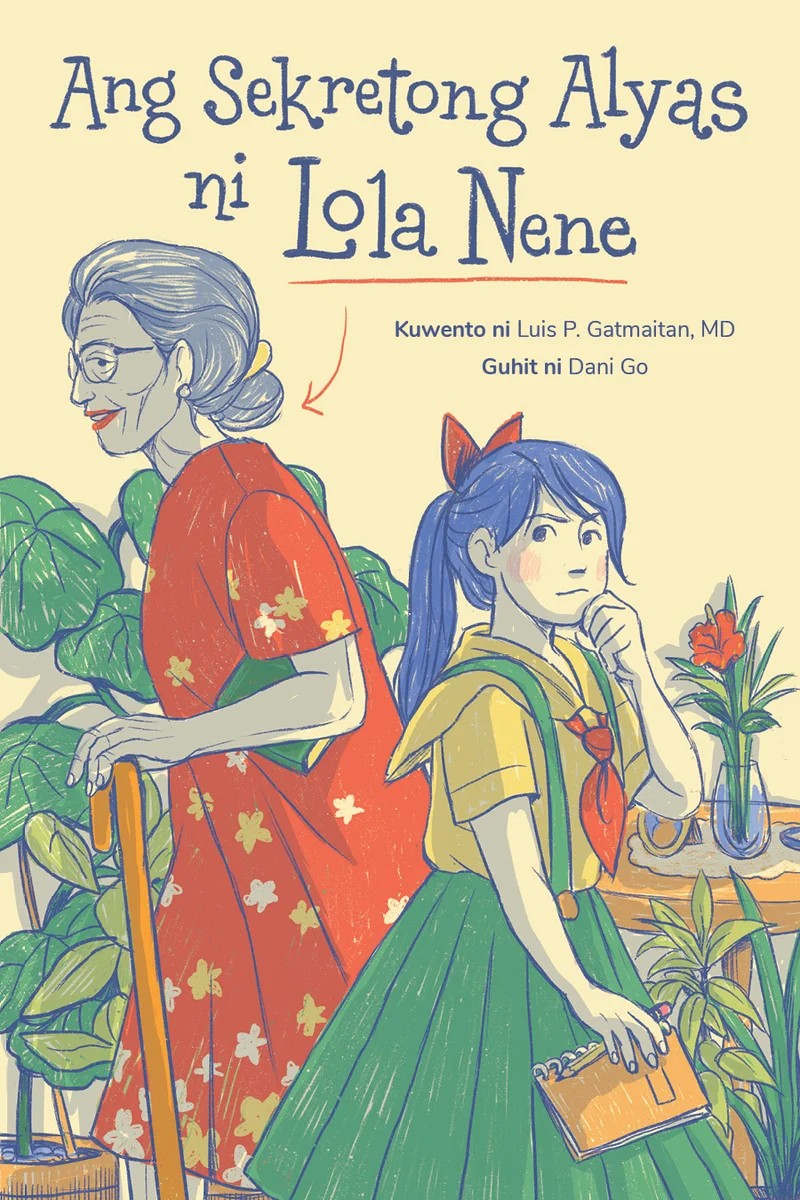 Ang Sekretong Alyas
ni Lola Nene
Kuwento ni Luis P. Gatmaitan, MD
Guhit ni Dani Go